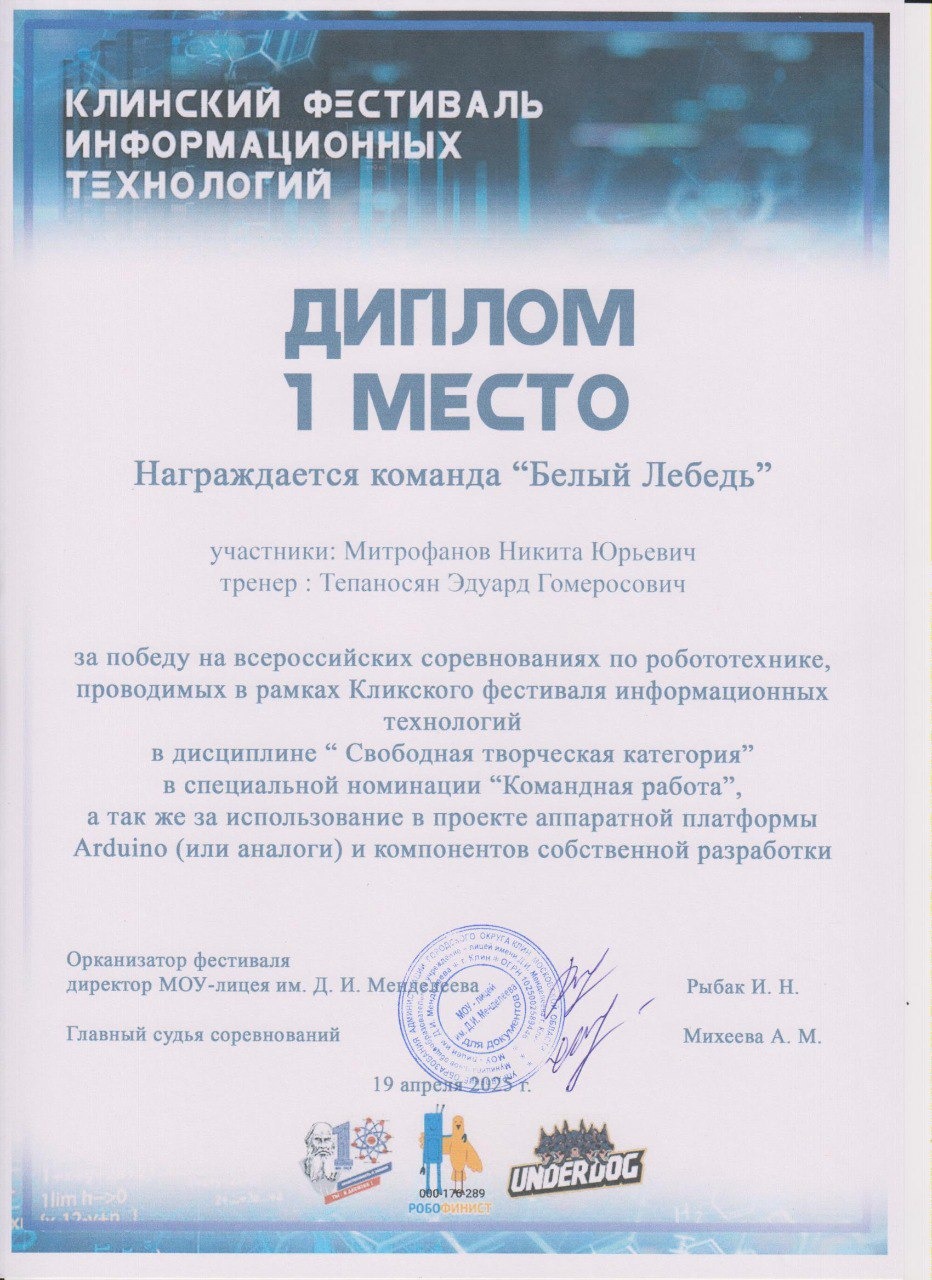 КЛИНСКИЙ ФЕСТИВАЛЬ
ИНФОРМАЦИОННЫХ
ТЕХНОЛОГИЙ
ДИПЛОМ
1 МЕСТО
Награждается команда “Белый Лебедь”
участники: Митрофанов Никита Юрьевич
тренер : Тепаносян Эдуард Гомеросович
за победу на всероссийских соревнованиях по робототехнике,
проводимых в рамках Кликского фестиваля информационных
технологий
в дисциплине “ Свободная творческая категория”
в специальной номинации “Командная работа”,
а так же за использование в проекте аппаратной платформы
Arduino (или аналоги) и компонентов собственной разработки
Орканизатор фестиваля
директор МОУ-лицея им. Д. И. Менделеева
Рыбак И. Н.
Главный судья соревнований
Михеева А. М.
МОУ - лицей
им. Д.И. Менделеева
для документов
19 апреля 2025 г.
UNDERDOG
000-176-289
РОБОФИНИСТ
1lim h-->0